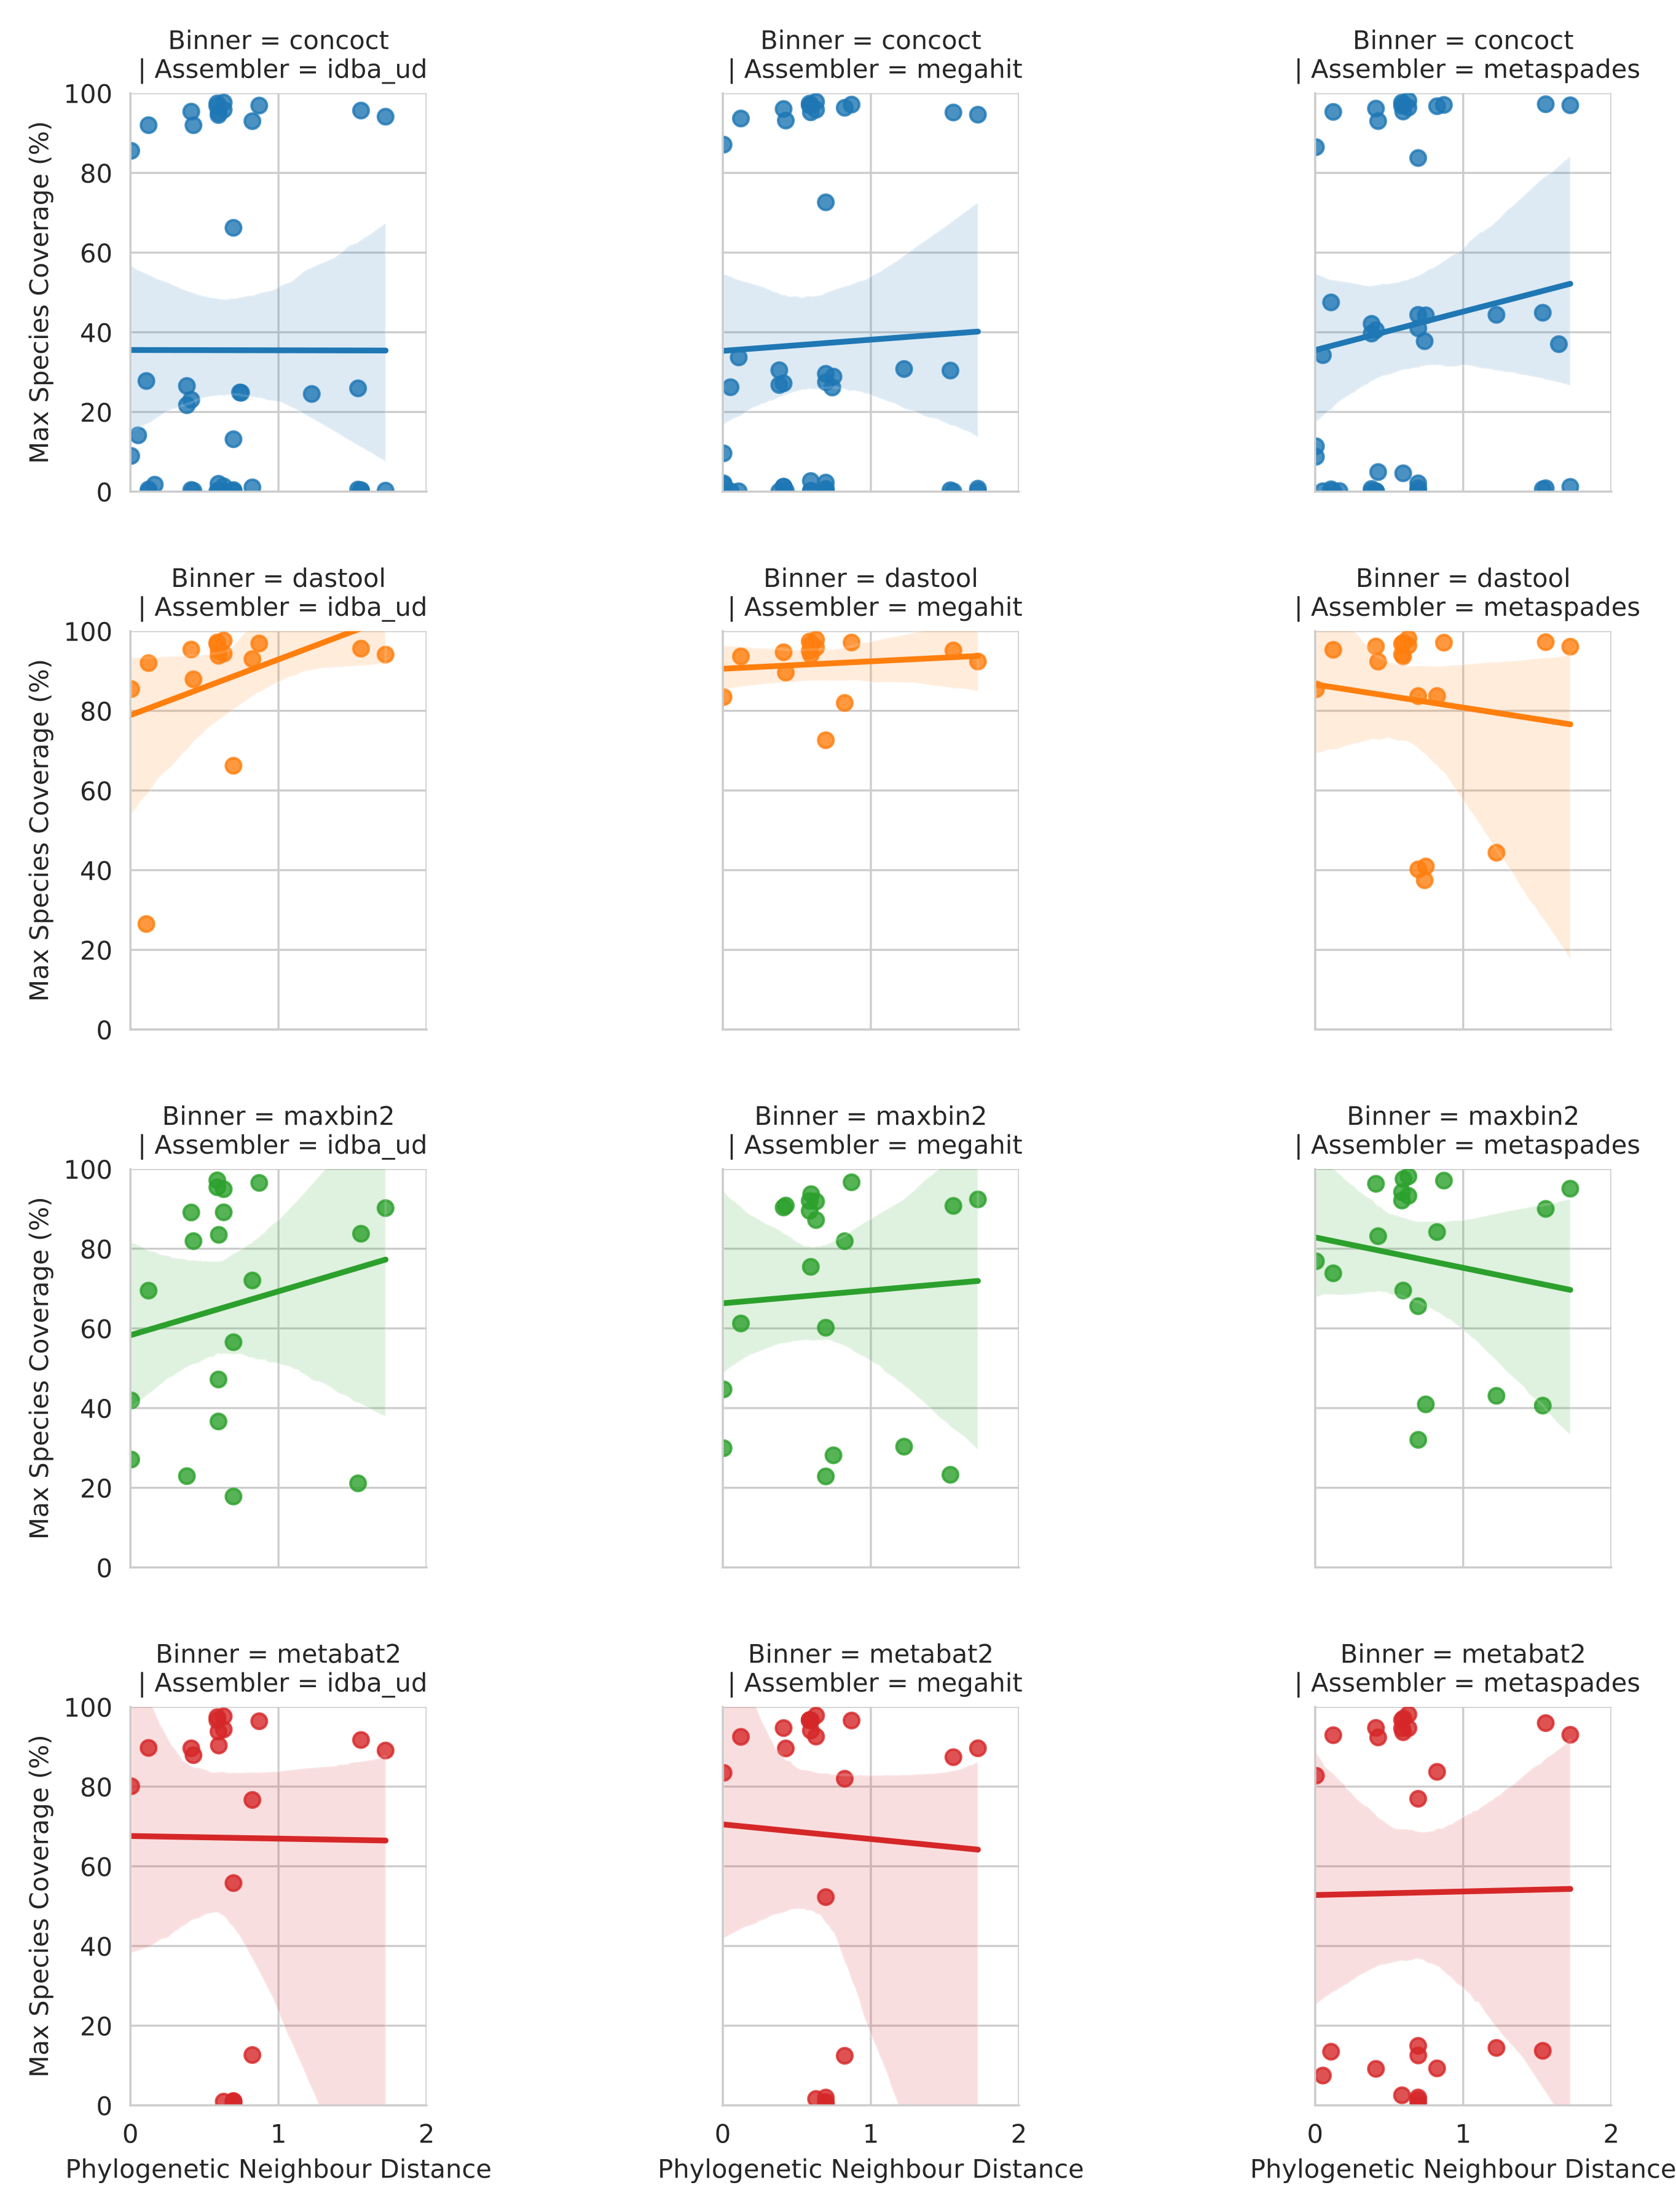 Binner = concoct
| Assembler = idba_ud
Binner = concoct
| Assembler = megahit
Binner = concoct
| Assembler = metaspades
Max Species Coverage (%)
100
80
60
40
20
0
Binner = dastool
| Assembler = idba_ud
Binner = dastool
| Assembler = megahit
Binner = dastool
| Assembler = metaspades
Max Species Coverage (%)
100
80
60
40
20
0
Binner = maxbin2
| Assembler = idba_ud
Binner = maxbin2
| Assembler = megahit
Binner = maxbin2
| Assembler = metaspades
Max Species Coverage (%)
100
80
60
40
20
0
Binner = metabat2
| Assembler = idba_ud
Binner = metabat2
| Assembler = megahit
Binner = metabat2
| Assembler = metaspades
Max Species Coverage (%)
100
80
60
40
20
0
0 1 2
Phylogenetic Neighbour Distance
0 1 2
Phylogenetic Neighbour Distance
0 1 2
Phylogenetic Neighbour Distance